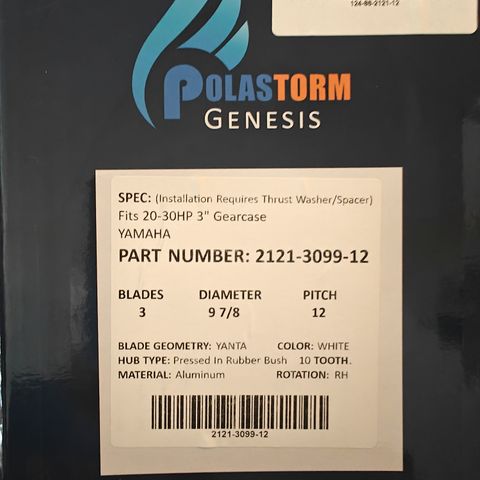 124-86-2121-12
POLASTORM
GENESIS
SPEC: (Installation Requires Thrust Washer/Spacer)
Fits 20-30HP 3" Gearcase
YAMAHA
PART NUMBER: 2121-3099-12
BLADES DIAMETER PITCH
3 9 7/8 12
BLADE GEOMETRY: YANTA COLOR: WHITE
HUB TYPE: Pressed In Rubber Bush 10 TOOTH.
MATERIAL: Aluminum ROTATION: RH
2121-3099-12